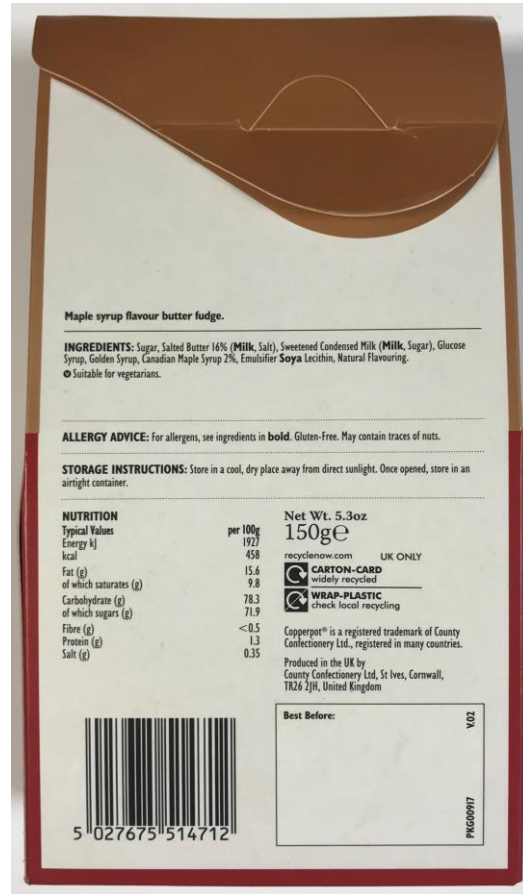 Maple syrup flavour butter fudge.
INGREDIENTS: Sugar, Salted Butter 16% (Milk, Salt), Sweetened Condensed Milk (Milk, Sugar), Glucose
Syrup, Golden Syrup, Canadian Maple Syrup 2%, Emulsifier Soya Lecithin, Natural Flavouring.
Suitable for vegetarians.
ALLERGY ADVICE: For allergens, see ingredients in bold. Gluten-Free. May contain traces of nuts.
STORAGE INSTRUCTIONS: Store in a cool, dry place away from direct sunlight. Once opened, store in an
airtight container.
NUTRITION
Typical Values per 100g
Energy kJ 1927
kcal 458
Fat (g) 15.6
of which saturates (g) 9.8
Carbohydrate (g) 78.3
of which sugars (g) 71.9
Fibre (g) <0.5
Protein (g) 1.3
Salt (g) 0.35
Net Wt. 5.3oz
150g℮
recyclenow.com UK ONLY
CARTON-CARD
widely recycled
WRAP-PLASTIC
check local recycling
Copperpot® is a registered trademark of County
Confectionery Ltd., registered in many countries.
Produced in the UK by
County Confectionery Ltd, St Ives, Cornwall,
TR26 2JH, United Kingdom
Best Before:
V.02
PKG00917
5 027675 514712